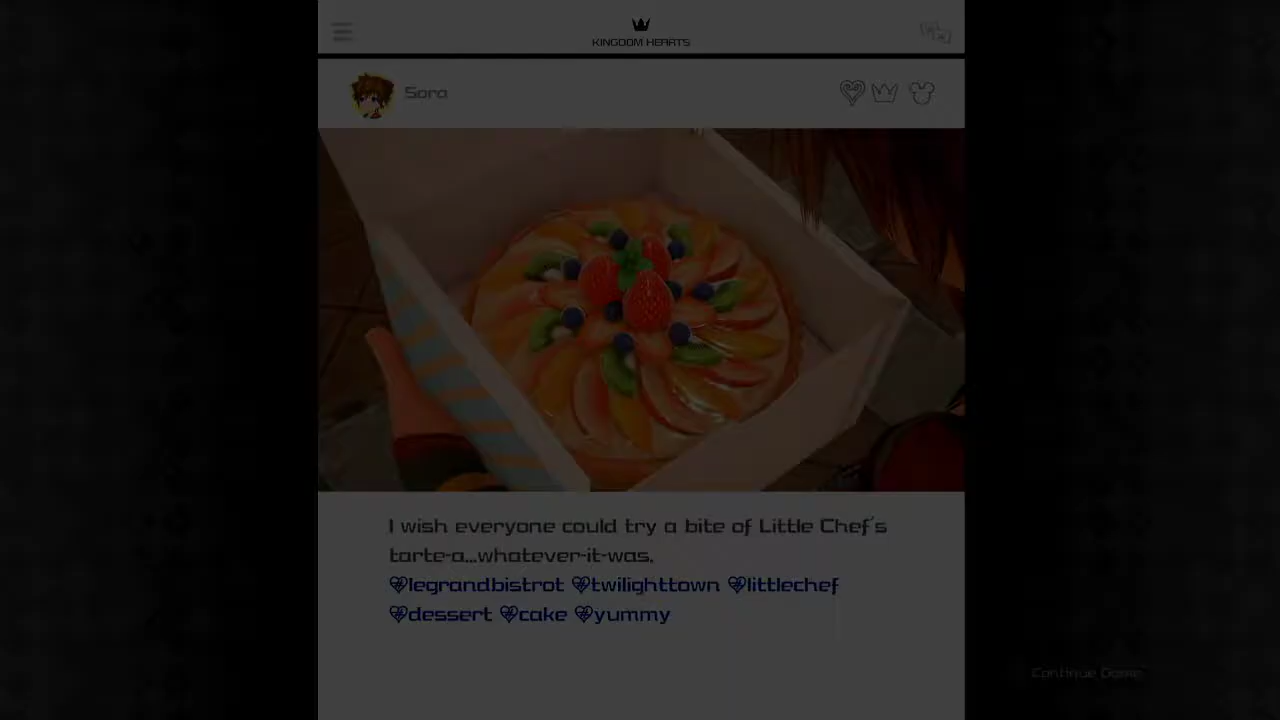 KINGDOM HEARTS
Sora
I wish everyone could try a bite of Little Chef's
tarte-a...whatever-it-was.
legrandbistrot twilighttown littlechef
dessert cake yummy
Continue Game